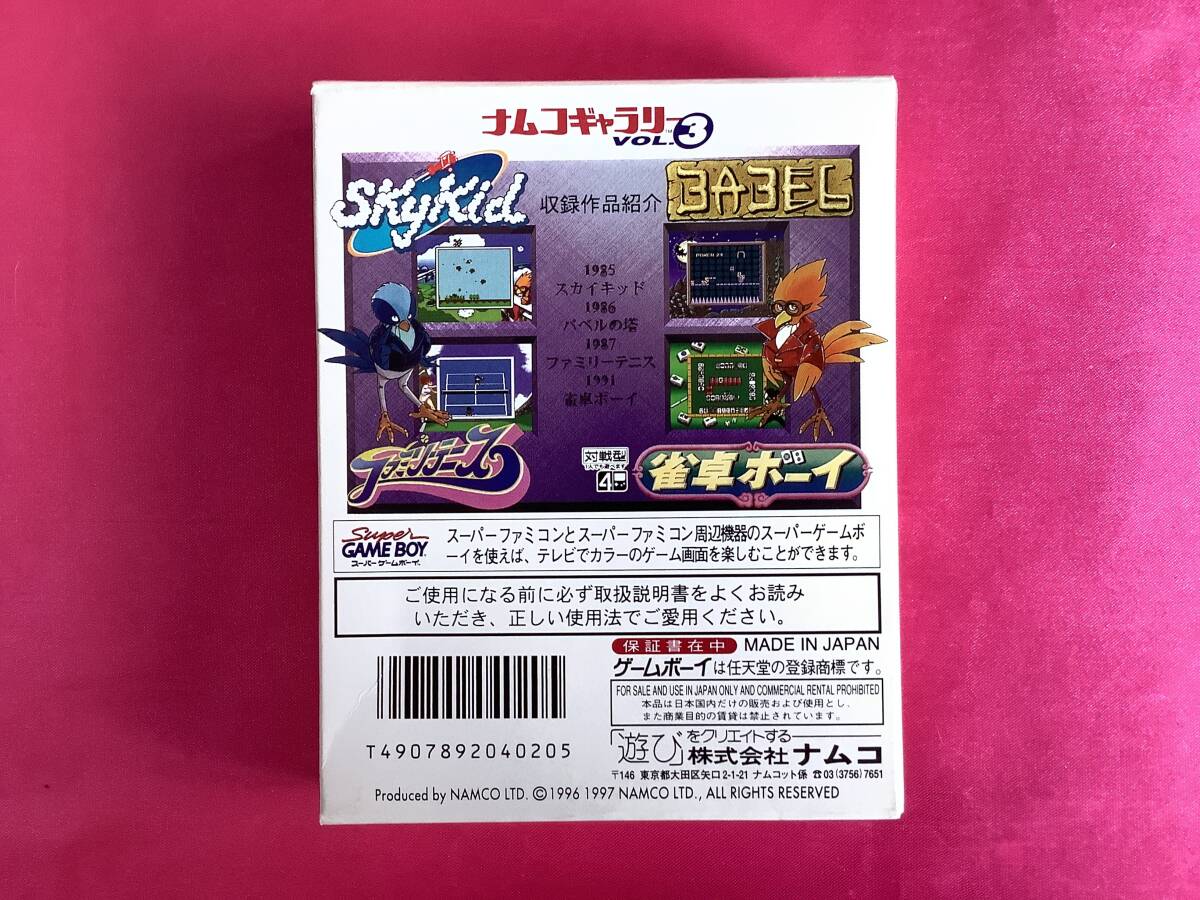 ナムコギャラリー
VOL.3
SkyKid
収録作品紹介
BABEL
1985
スカイキッド
1986
バベルの塔
1987
ファミリーテニス
1991
雀卓ボーイ
ファミリーテニス
対戦型
4
雀卓ボーイ
Super
GAME BOY
スーパーゲームボーイ
スーパーファミコンとスーパーファミコン周辺機器のスーパーゲームボ
ーイを使えば、テレビでカラーのゲーム画面を楽しむことができます。
ご使用になる前に必ず取扱説明書をよくお読み
いただき、正しい使用法でご愛用ください。
保証書在中 MADE IN JAPAN
ゲームボーイは任天堂の登録商標です。
FOR SALE AND USE IN JAPAN ONLY AND COMMERCIAL RENTAL PROHIBITED
本品は日本国内だけの販売および使用とし、
また商業目的の賃貸は禁止されています。
T4907892040205
「遊び」をクリエイトする
株式会社ナムコ
〒146 東京都大田区矢口2-1-21 ナムコット係 ☎03(3756)7651
Produced by NAMCO LTD. ©1996 1997 NAMCO LTD., ALL RIGHTS RESERVED